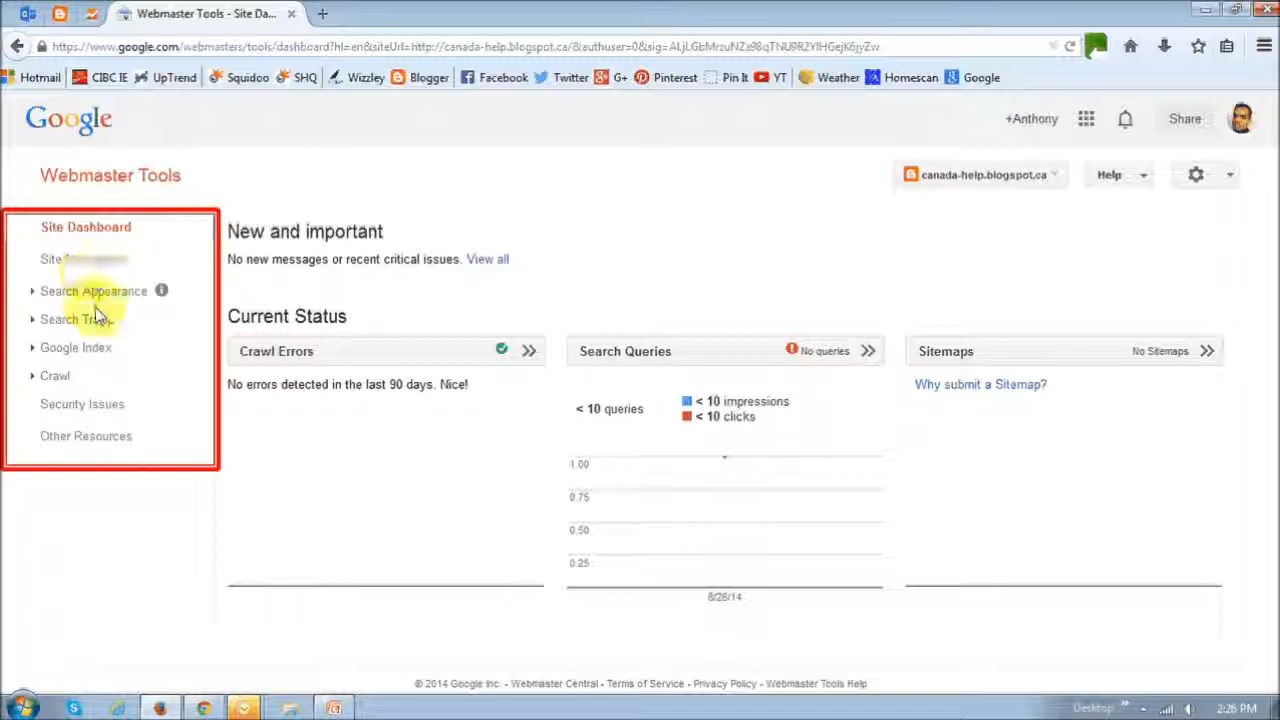 Webmaster Tools - Site Da...
https://www.google.com/webmasters/tools/dashboard?hl=en&siteUrl=http://canada-help.blogspot.ca
Hotmail CIBC IE UpTrend Squidoo SHQ Wizzley Blogger Facebook Twitter G+ Pinterest Pin It YT Weather Homescan Google
Google
+Anthony
Share
Webmaster Tools
canada-help.blogspot.ca
Help
Site Dashboard
Site
Search Appearance
Search
Google Index
Crawl
Security Issues
Other Resources
New and important
No new messages or recent critical issues. View all
Current Status
Crawl Errors
No errors detected in the last 90 days. Nice!
Search Queries
No queries
< 10 queries
< 10 impressions
< 10 clicks
1.00
0.75
0.50
0.25
8/26/14
Sitemaps
No Sitemaps
Why submit a Sitemap?
© 2014 Google Inc. - Webmaster Central - Terms of Service - Privacy Policy - Webmaster Tools Help
Desktop
2:26 PM